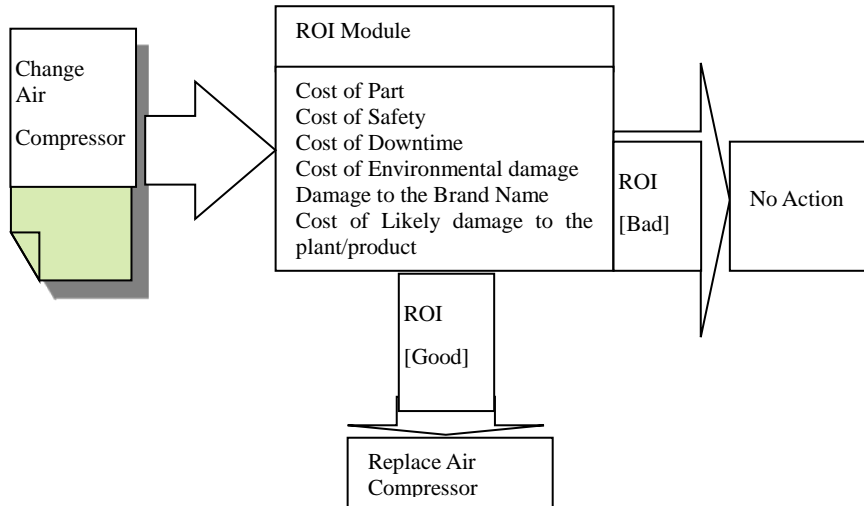 Change
Air
Compressor
ROI Module
Cost of Part
Cost of Safety
Cost of Downtime
Cost of Environmental damage
Damage to the Brand Name
Cost of Likely damage to the
plant/product
ROI
[Bad]
No Action
ROI
[Good]
Replace Air
Compressor